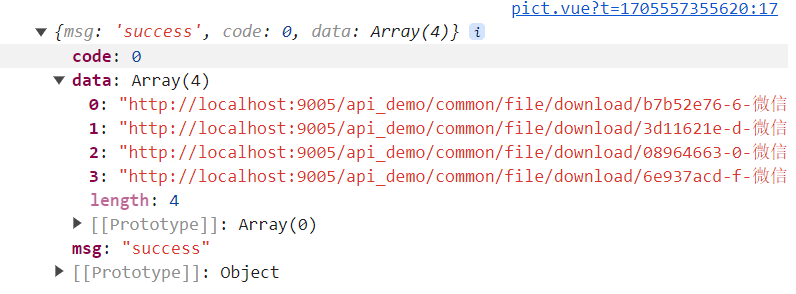 pict.vue?t=1705557355620:17
{msg: 'success', code: 0, data: Array(4)} i
code: 0
data: Array(4)
0: "http://localhost:9005/api_demo/common/file/download/b7b52e76-6-微信
1: "http://localhost:9005/api_demo/common/file/download/3d11621e-d-微信
2: "http://localhost:9005/api_demo/common/file/download/08964663-0-微信
3: "http://localhost:9005/api_demo/common/file/download/6e937acd-f-微信
length: 4
[[Prototype]]: Array(0)
msg: "success"
[[Prototype]]: Object